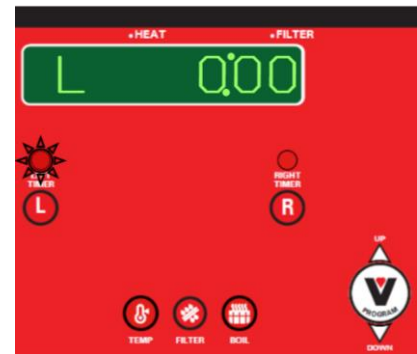 •HEAT •FILTER
L 0:00
TIMER
RIGHT
TIMER
L R
UP
V
PROGRAM
DOWN
TEMP FILTER BOIL